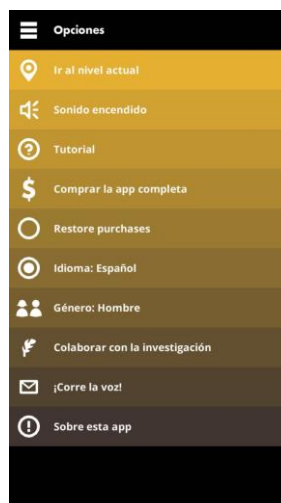 Opciones
Ir al nivel actual
Sonido encendido
Tutorial
Comprar la app completa
Restore purchases
Idioma: Español
Género: Hombre
Colaborar con la investigación
¡Corre la voz!
Sobre esta app